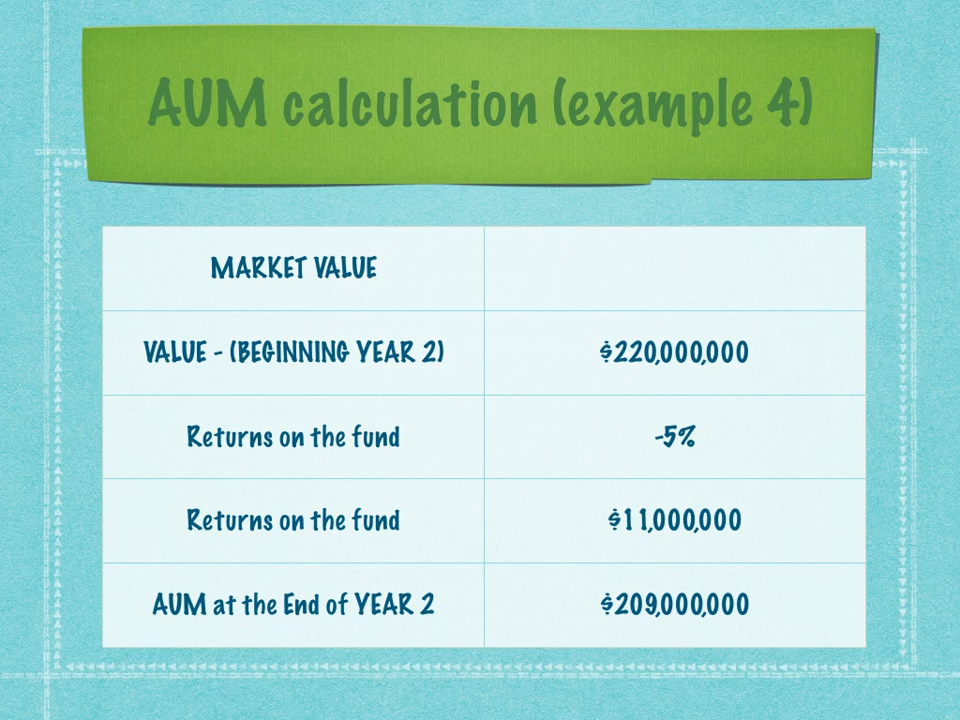 AUM calculation (example 4)
MARKET VALUE
VALUE - (BEGINNING YEAR 2) $220,000,000
Returns on the fund -5%
Returns on the fund $11,000,000
AUM at the End of YEAR 2 $209,000,000